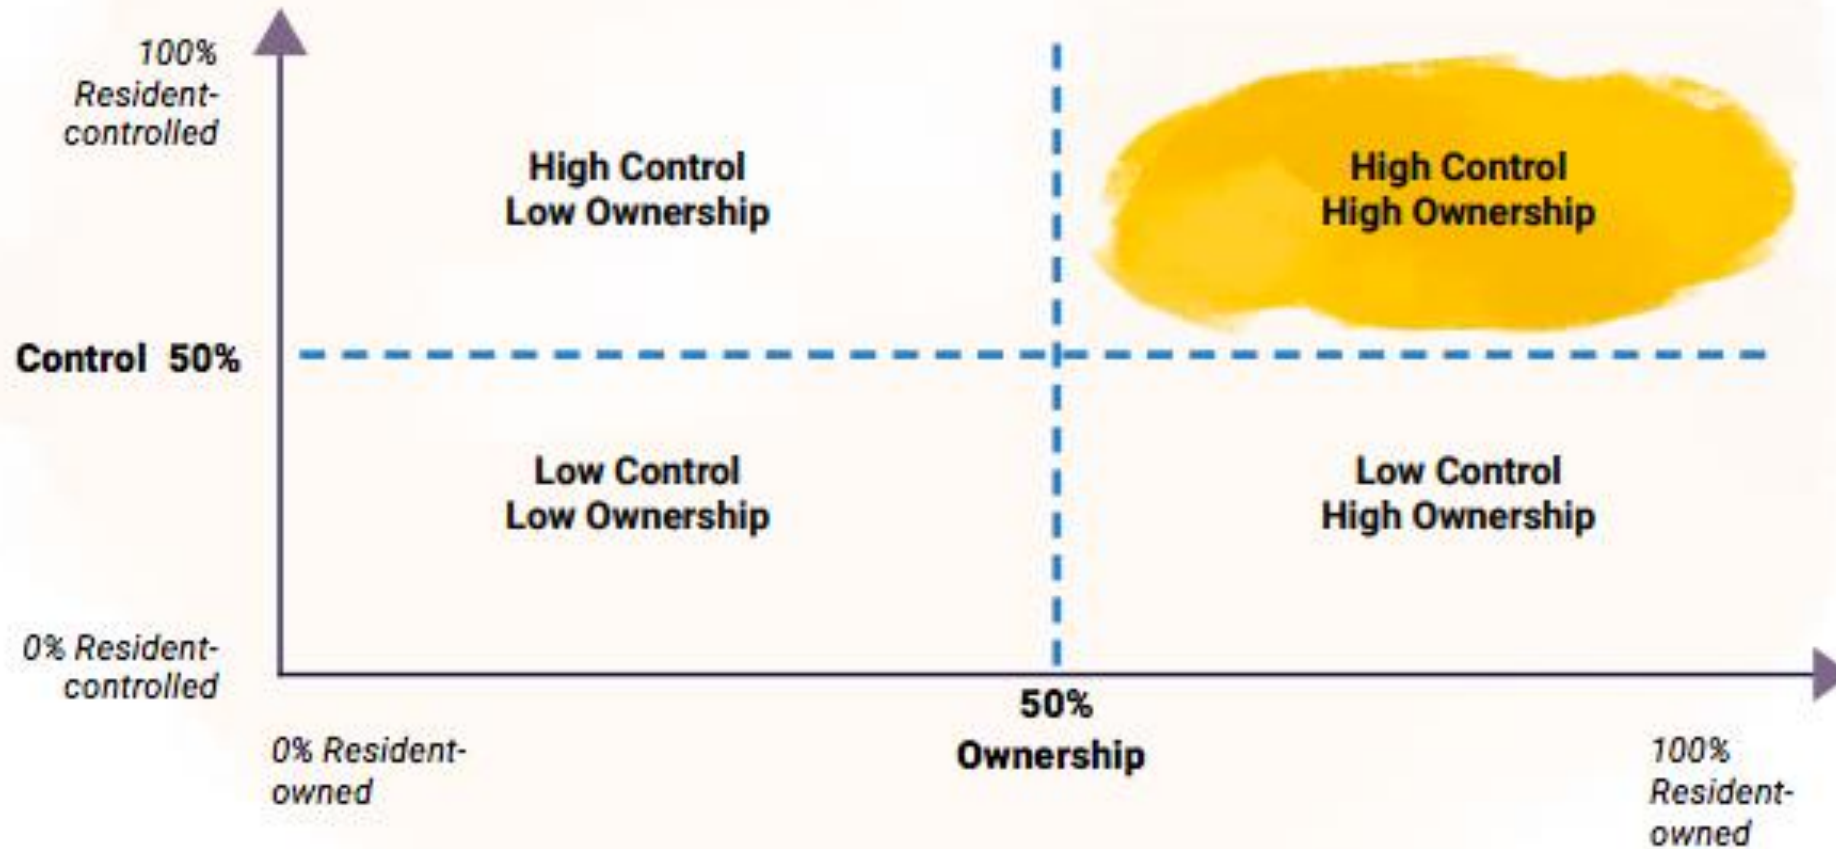 100%
Resident-
controlled
High Control
Low Ownership
High Control
High Ownership
Control 50%
Low Control
Low Ownership
Low Control
High Ownership
0% Resident-
controlled
50%
Ownership
0% Resident-
owned
100%
Resident-
owned